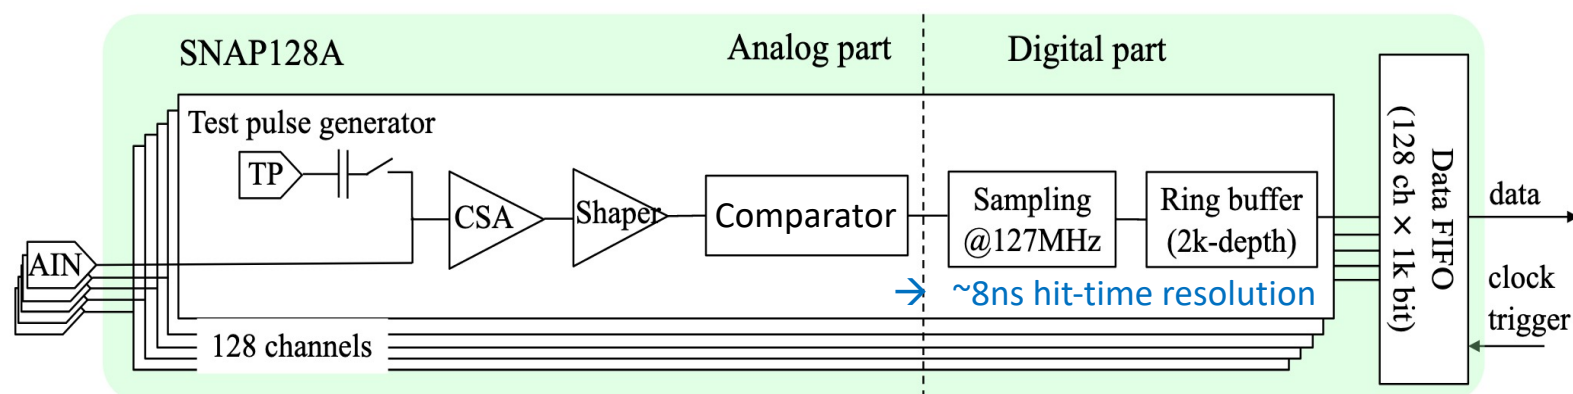 SNAP128A
Analog part
Digital part
Test pulse generator
TP
CSA
Shaper
Comparator
Sampling
@127MHz
Ring buffer
(2k-depth)
→ ~8ns hit-time resolution
AIN
128 channels
Data FIFO
(128 ch × 1k bit)
data
clock
trigger